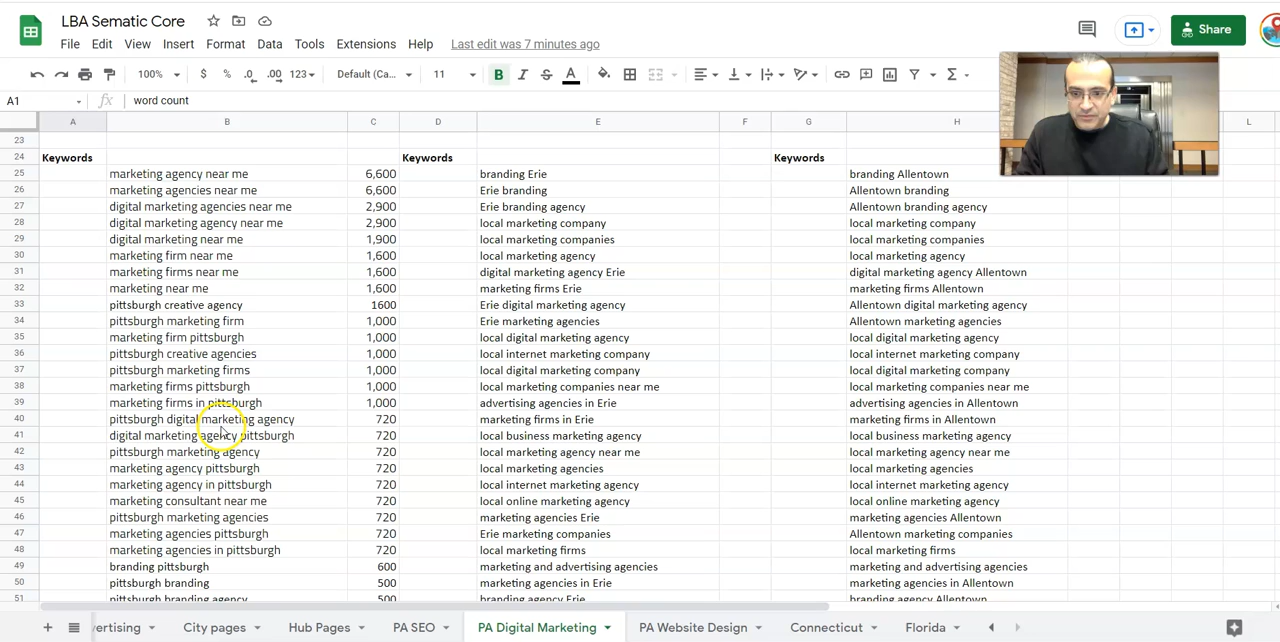 LBA Sematic Core
File Edit View Insert Format Data Tools Extensions Help Last edit was 7 minutes ago
Share
100% $ % .0 .00 123 Default (Ca... 11 B I S A
A1 fx word count
A B C D E F G H L
23
24 Keywords Keywords Keywords
25 marketing agency near me 6,600 branding Erie branding Allentown
26 marketing agencies near me 6,600 Erie branding Allentown branding
27 digital marketing agencies near me 2,900 Erie branding agency Allentown branding agency
28 digital marketing agency near me 2,900 local marketing company local marketing company
29 digital marketing near me 1,900 local marketing companies local marketing companies
30 marketing firm near me 1,600 local marketing agency local marketing agency
31 marketing firms near me 1,600 digital marketing agency Erie digital marketing agency Allentown
32 marketing near me 1,600 marketing firms Erie marketing firms Allentown
33 pittsburgh creative agency 1600 Erie digital marketing agency Allentown digital marketing agency
34 pittsburgh marketing firm 1,000 Erie marketing agencies Allentown marketing agencies
35 marketing firm pittsburgh 1,000 local digital marketing agency local digital marketing agency
36 pittsburgh creative agencies 1,000 local internet marketing company local internet marketing company
37 pittsburgh marketing firms 1,000 local digital marketing company local digital marketing company
38 marketing firms pittsburgh 1,000 local marketing companies near me local marketing companies near me
39 marketing firms in pittsburgh 1,000 advertising agencies in Erie advertising agencies in Allentown
40 pittsburgh digital marketing agency 720 marketing firms in Erie marketing firms in Allentown
41 digital marketing agency pittsburgh 720 local business marketing agency local business marketing agency
42 pittsburgh marketing agency 720 local marketing agency near me local marketing agency near me
43 marketing agency pittsburgh 720 local marketing agencies local marketing agencies
44 marketing agency in pittsburgh 720 local internet marketing agency local internet marketing agency
45 marketing consultant near me 720 local online marketing agency local online marketing agency
46 pittsburgh marketing agencies 720 marketing agencies Erie marketing agencies Allentown
47 marketing agencies pittsburgh 720 Erie marketing companies Allentown marketing companies
48 marketing agencies in pittsburgh 720 local marketing firms local marketing firms
49 branding pittsburgh 600 marketing and advertising agencies marketing and advertising agencies
50 pittsburgh branding 500 marketing agencies in Erie marketing agencies in Allentown
51 pittsburgh branding agency 500 branding agency Erie branding agency Allentown
vertising City pages Hub Pages PA SEO PA Digital Marketing PA Website Design Connecticut Florida